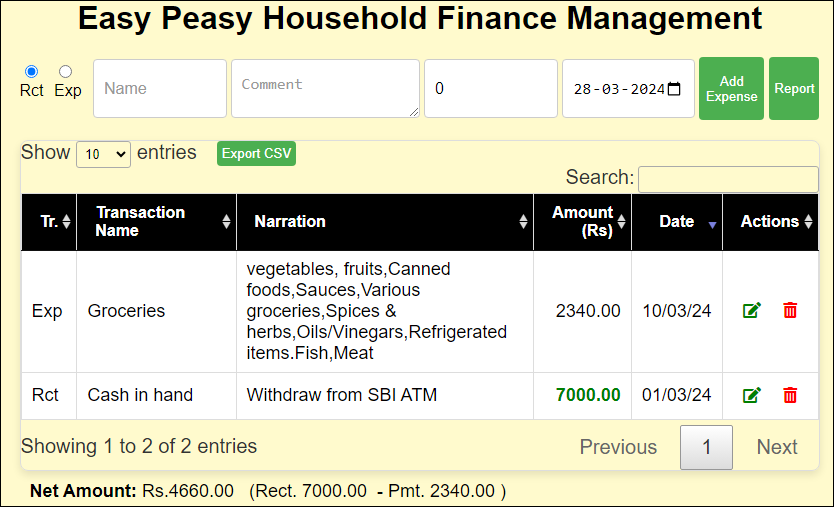 Easy Peasy Household Finance Management
Rct Exp Name Comment 0 28-03-2024 Add Expense Report
Show 10 entries Export CSV
Search:
Tr. Transaction Name Narration Amount (Rs) Date Actions
Exp Groceries
vegetables, fruits,Canned
foods,Sauces,Various
groceries,Spices &
herbs,Oils/Vinegars,Refrigerated
items.Fish,Meat
2340.00 10/03/24
Rct Cash in hand Withdraw from SBI ATM 7000.00 01/03/24
Showing 1 to 2 of 2 entries Previous 1 Next
Net Amount: Rs.4660.00 (Rect. 7000.00 - Pmt. 2340.00 )